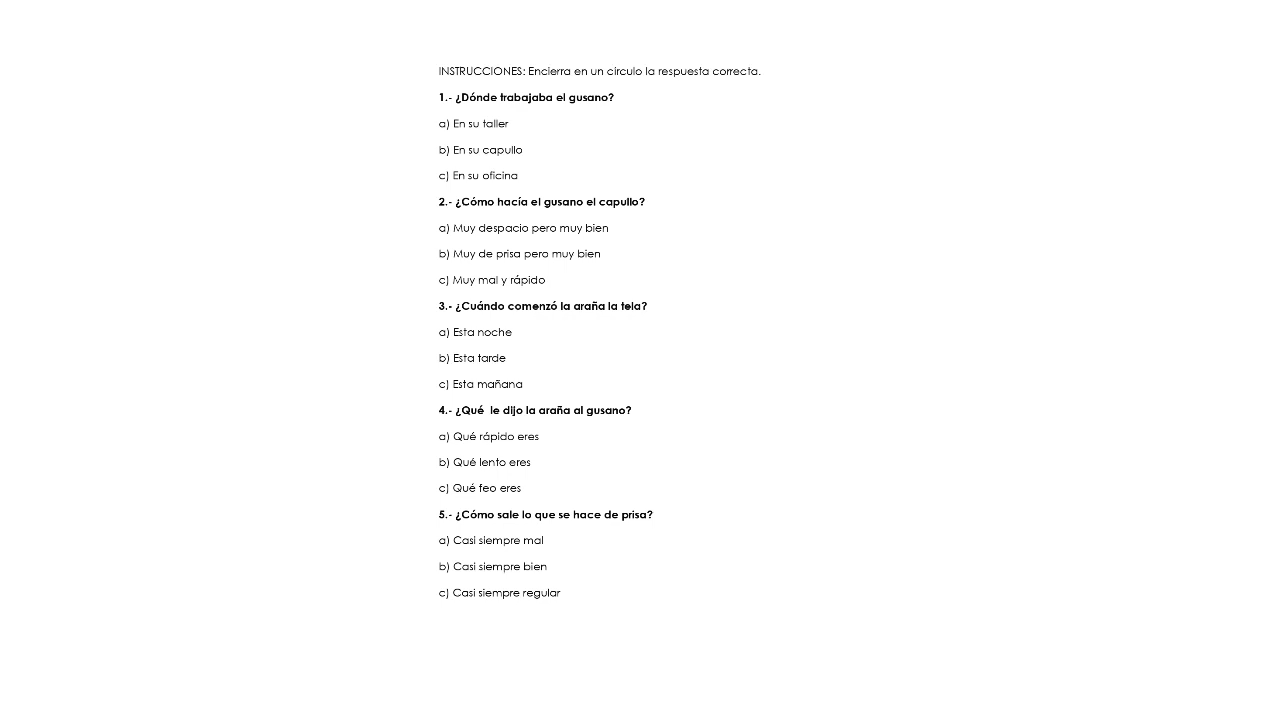 INSTRUCCIONES: Encierra en un circulo la respuesta correcta.
1.- ¿Dónde trabajaba el gusano?
a) En su taller
b) En su capullo
c) En su oficina
2.- ¿Cómo hacía el gusano el capullo?
a) Muy despacio pero muy bien
b) Muy de prisa pero muy bien
c) Muy mal y rápido
3.- ¿Cuándo comenzó la araña la tela?
a) Esta noche
b) Esta tarde
c) Esta mañana
4.- ¿Qué  le dijo la araña al gusano?
a) Qué rápido eres
b) Qué lento eres
c) Qué feo eres
5.- ¿Cómo sale lo que se hace de prisa?
a) Casi siempre mal
b) Casi siempre bien
c) Casi siempre regular